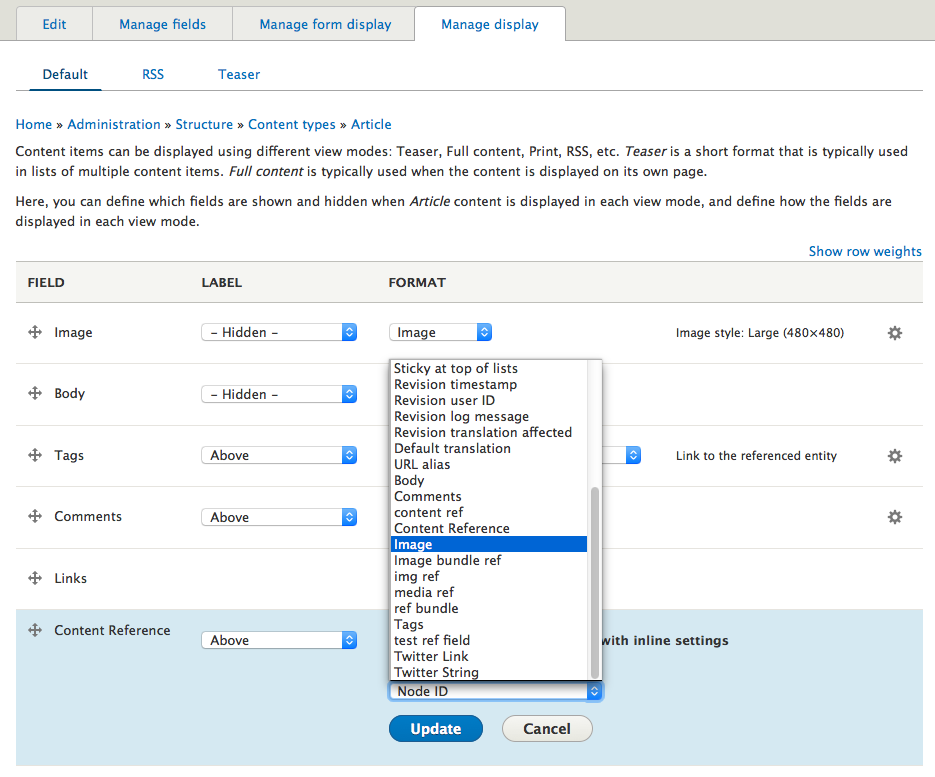 Edit Manage fields Manage form display Manage display
Default RSS Teaser
Home » Administration » Structure » Content types » Article
Content items can be displayed using different view modes: Teaser, Full content, Print, RSS, etc. Teaser is a short format that is typically used
in lists of multiple content items. Full content is typically used when the content is displayed on its own page.
Here, you can define which fields are shown and hidden when Article content is displayed in each view mode, and define how the fields are
displayed in each view mode.
Show row weights
FIELD LABEL FORMAT
Image - Hidden - Image Image style: Large (480×480)
Body - Hidden -
Tags Above Link to the referenced entity
Comments Above
Links
Content Reference Above with inline settings
Sticky at top of lists
Revision timestamp
Revision user ID
Revision log message
Revision translation affected
Default translation
URL alias
Body
Comments
content ref
Content Reference
Image
Image bundle ref
img ref
media ref
ref bundle
Tags
test ref field
Twitter Link
Twitter String
Node ID
Update Cancel